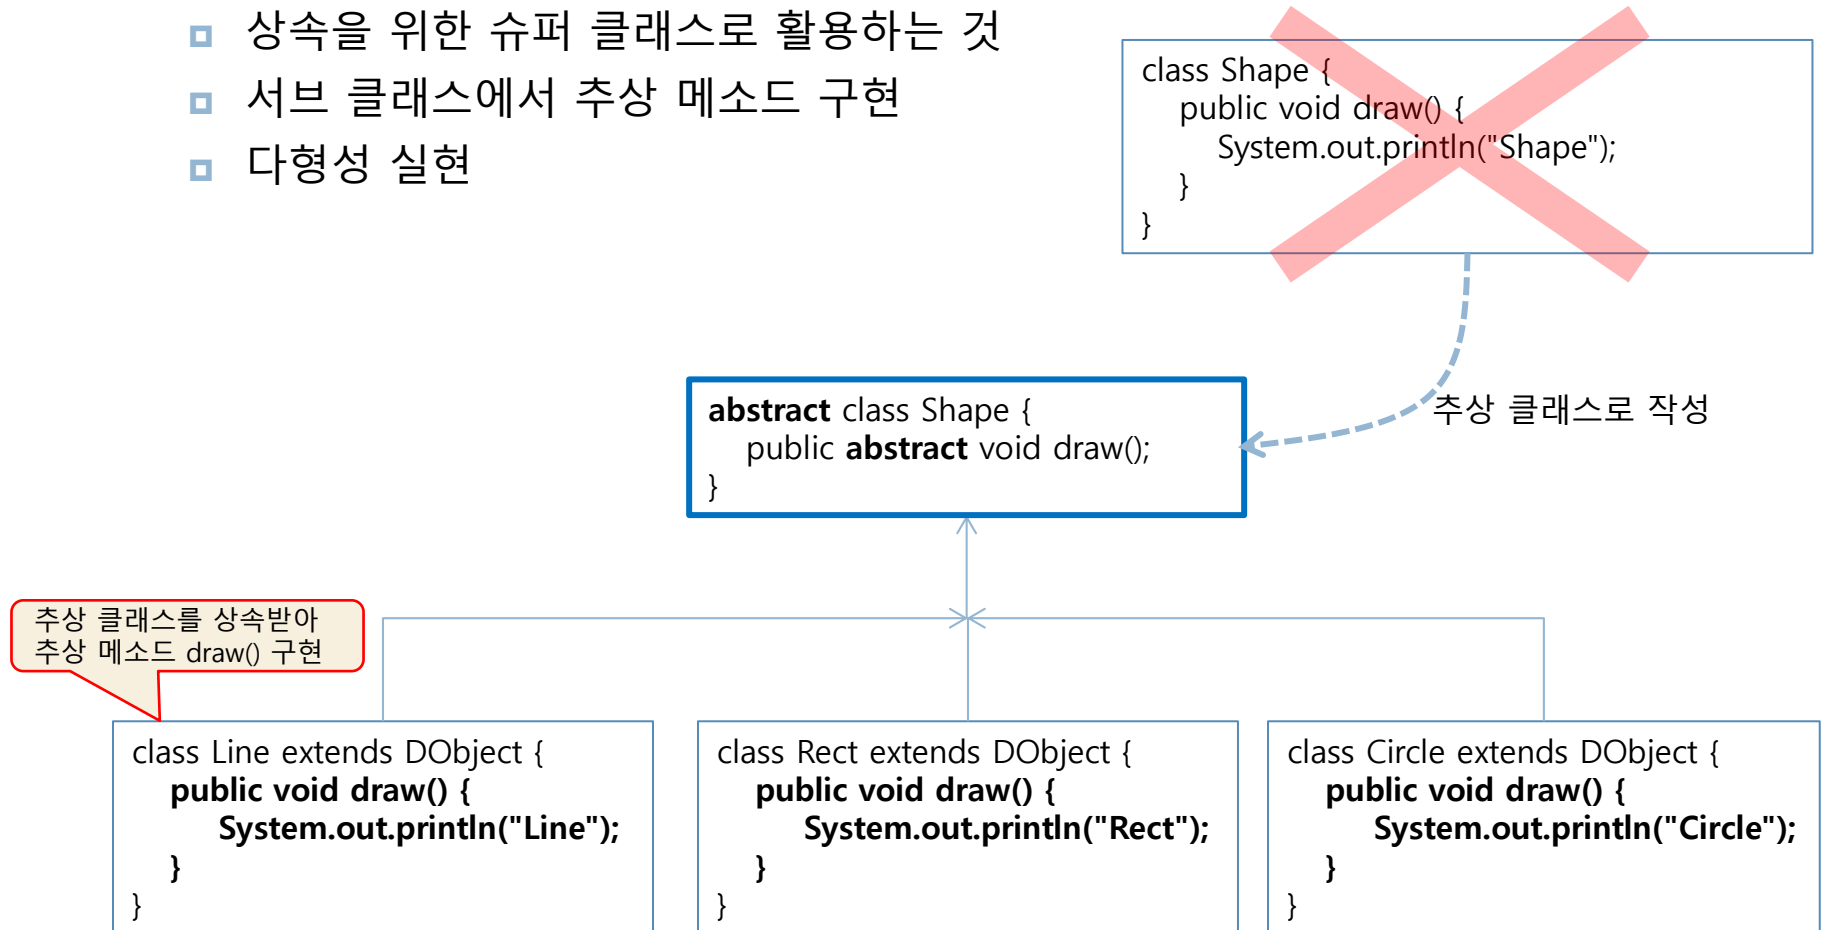 상속을 위한 슈퍼 클래스로 활용하는 것
서브 클래스에서 추상 메소드 구현
다형성 실현
class Shape {
public void draw() {
System.out.println("Shape");
}
}
추상 클래스로 작성
abstract class Shape {
public abstract void draw();
}
추상 클래스를 상속받아
추상 메소드 draw() 구현
class Line extends DObject {
public void draw() {
System.out.println("Line");
}
}
class Rect extends DObject {
public void draw() {
System.out.println("Rect");
}
}
class Circle extends DObject {
public void draw() {
System.out.println("Circle");
}
}